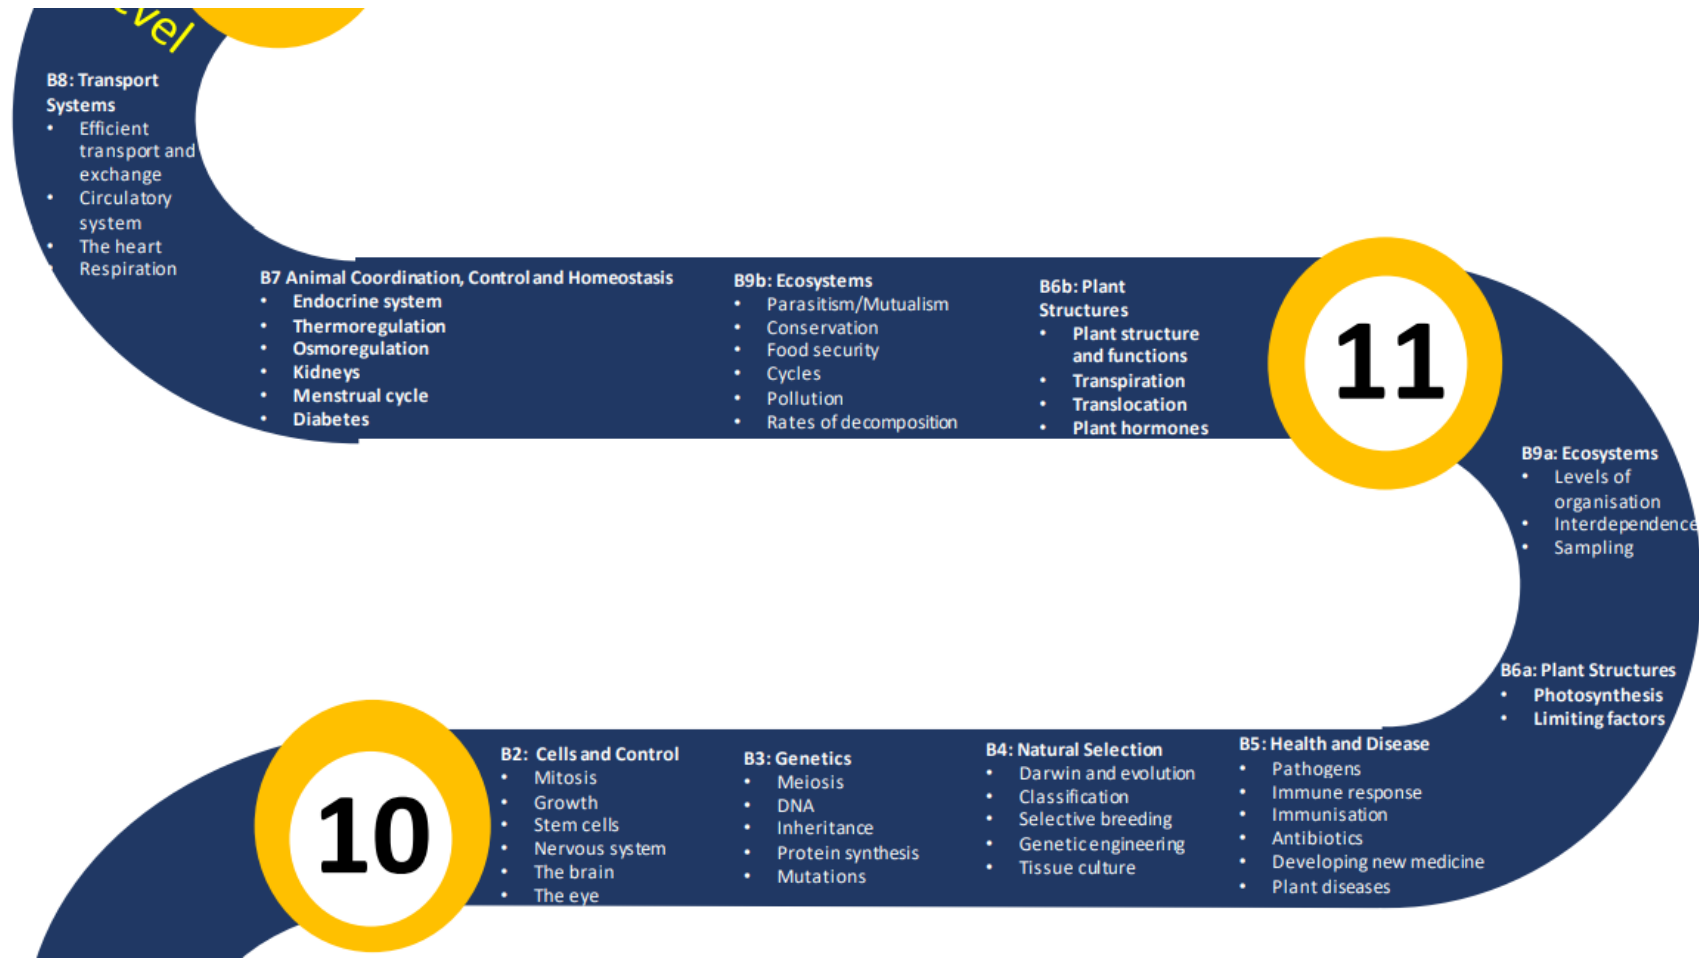 B8: Transport
Systems
• Efficient
transport and
exchange
• Circulatory
system
• The heart
• Respiration
B7 Animal Coordination, Control and Homeostasis
• Endocrine system
• Thermoregulation
• Osmoregulation
• Kidneys
• Menstrual cycle
• Diabetes
B9b: Ecosystems
• Parasitism/Mutualism
• Conservation
• Food security
• Cycles
• Pollution
• Rates of decomposition
B6b: Plant
Structures
• Plant structure
and functions
• Transpiration
• Translocation
• Plant hormones
11
B9a: Ecosystems
• Levels of
organisation
• Interdependence
• Sampling
B6a: Plant Structures
• Photosynthesis
• Limiting factors
10
B2: Cells and Control
• Mitosis
• Growth
• Stem cells
• Nervous system
• The brain
• The eye
B3: Genetics
• Meiosis
• DNA
• Inheritance
• Protein synthesis
• Mutations
B4: Natural Selection
• Darwin and evolution
• Classification
• Selective breeding
• Genetic engineering
• Tissue culture
B5: Health and Disease
• Pathogens
• Immune response
• Immunisation
• Antibiotics
• Developing new medicine
• Plant diseases